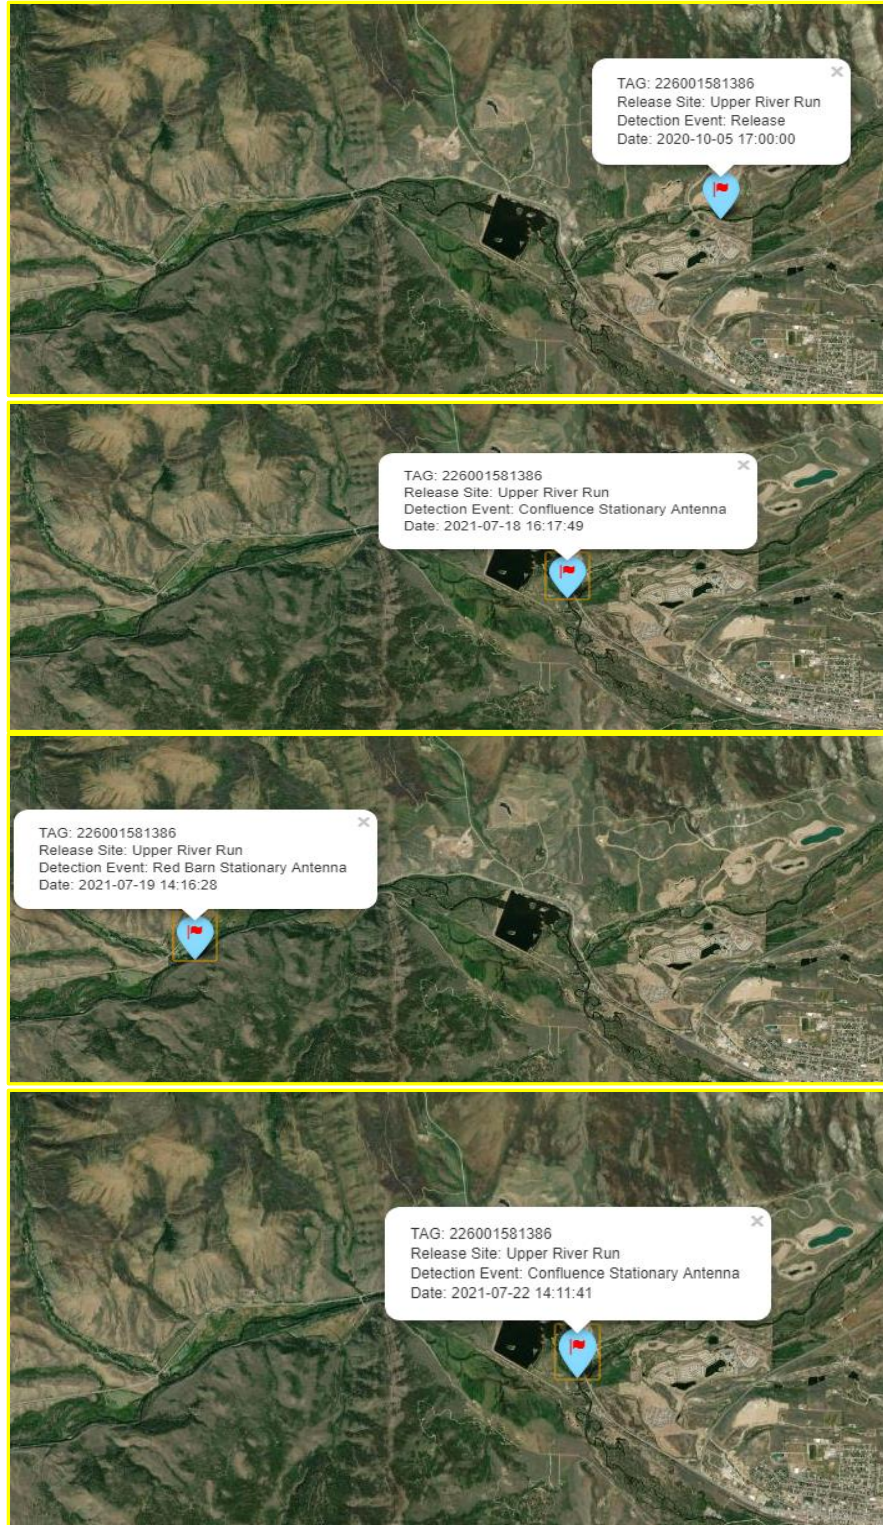 TAG: 226001581386
Release Site: Upper River Run
Detection Event: Release
Date: 2020-10-05 17:00:00
TAG: 226001581386
Release Site: Upper River Run
Detection Event: Confluence Stationary Antenna
Date: 2021-07-18 16:17:49
TAG: 226001581386
Release Site: Upper River Run
Detection Event: Red Barn Stationary Antenna
Date: 2021-07-19 14:16:28
TAG: 226001581386
Release Site: Upper River Run
Detection Event: Confluence Stationary Antenna
Date: 2021-07-22 14:11:41